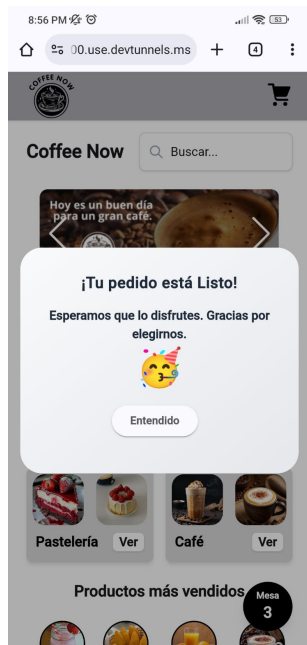 8:56 PM
53
00.use.devtunnels.ms
4
COFFEE NOW
Coffee Now
Buscar...
Hoy es un buen día
para un gran café.
¡Tu pedido está Listo!
Esperamos que lo disfrutes. Gracias por
elegirnos.
Entendido
Pastelería Ver
Café Ver
Productos más vendidos
Mesa
3